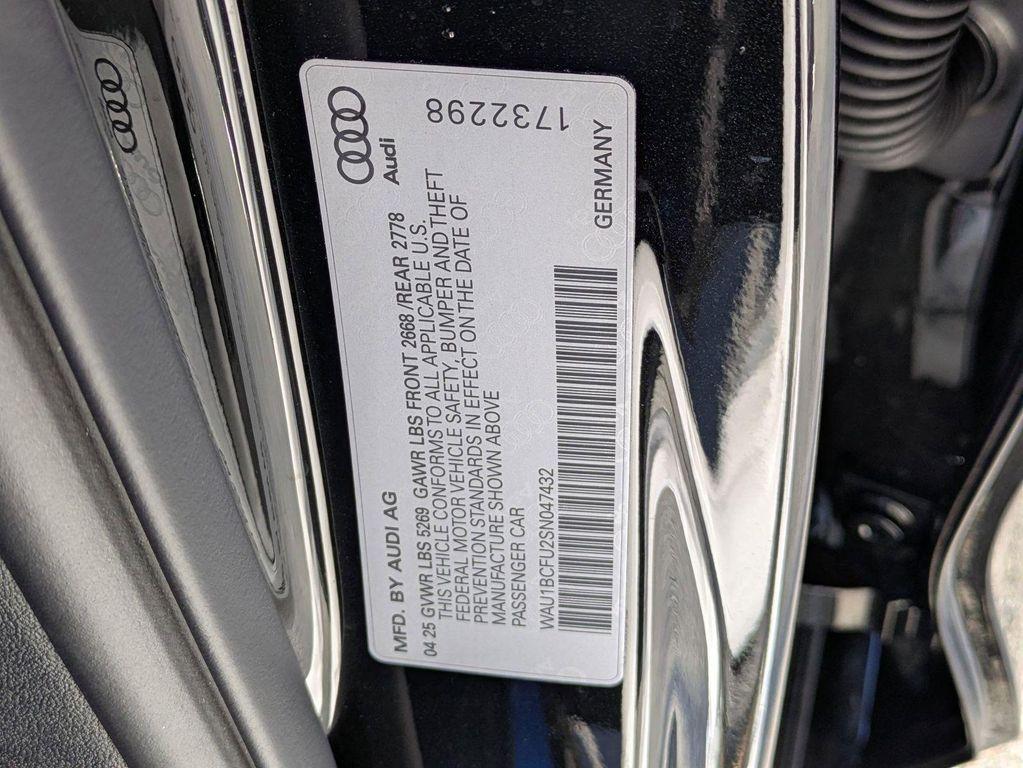 MFD. BY AUDI AG
Audi
04 25 GVWR LBS 5269 GAWR LBS FRONT 2668 /REAR 2778
THIS VEHICLE CONFORMS TO ALL APPLICABLE U.S.
FEDERAL MOTOR VEHICLE SAFETY, BUMPER AND THEFT
PREVENTION STANDARDS IN EFFECT ON THE DATE OF
MANUFACTURE SHOWN ABOVE
PASSENGER CAR
WAU1BCFU2SN047432
GERMANY
1732298